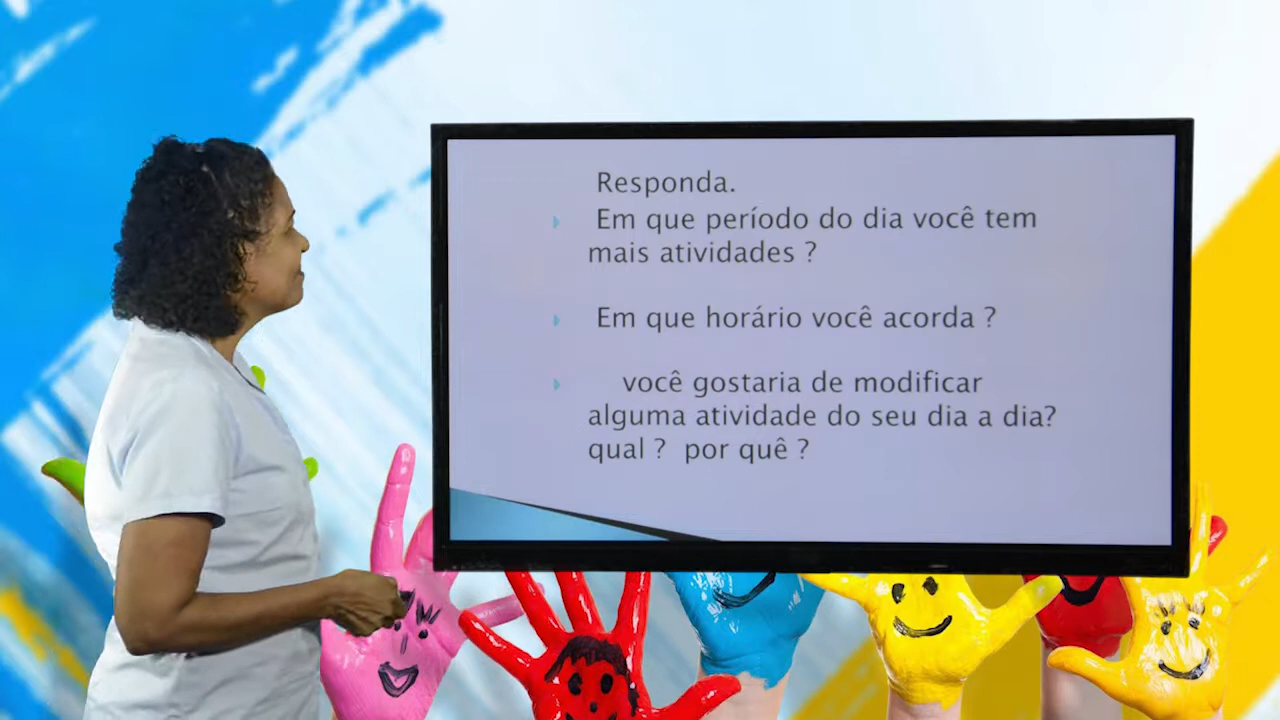 Responda.
Em que período do dia você tem
mais atividades ?
Em que horário você acorda ?
você gostaria de modificar
alguma atividade do seu dia a dia?
qual ?  por quê ?